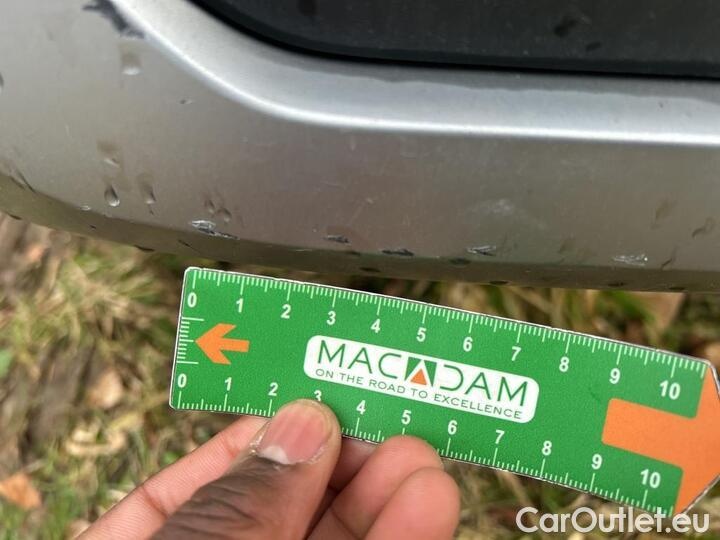 0 1 2 3 4 5 6 7 8 9 10
MACADAM
ON THE ROAD TO EXCELLENCE
0 1 2 3 4 5 6 7 8 9 10
CarOutlet.eu